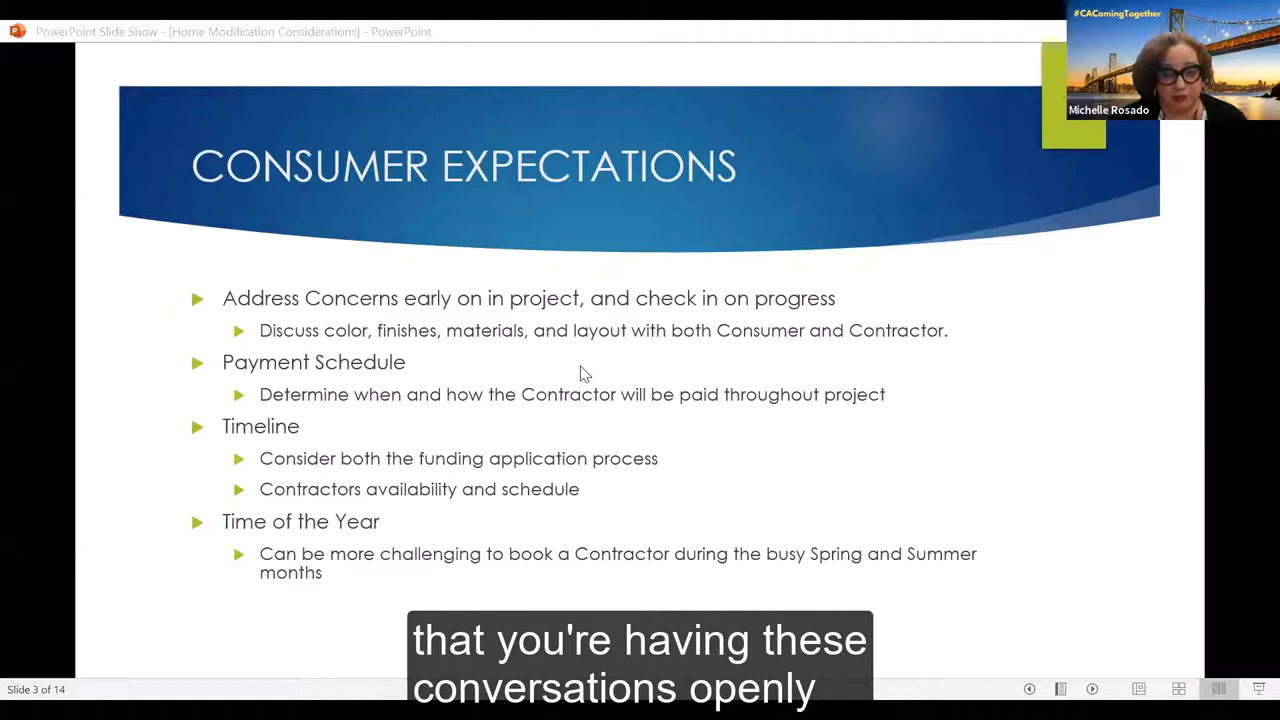 PowerPoint Slide Show - [Home Modification Considerations] - PowerPoint
#CAComingTogether
Michelle Rosado
CONSUMER EXPECTATIONS
Address Concerns early on in project, and check in on progress
Discuss color, finishes, materials, and layout with both Consumer and Contractor.
Payment Schedule
Determine when and how the Contractor will be paid throughout project
Timeline
Consider both the funding application process
Contractors availability and schedule
Time of the Year
Can be more challenging to book a Contractor during the busy Spring and Summer
months
that you're having these
conversations openly
Slide 3 of 14